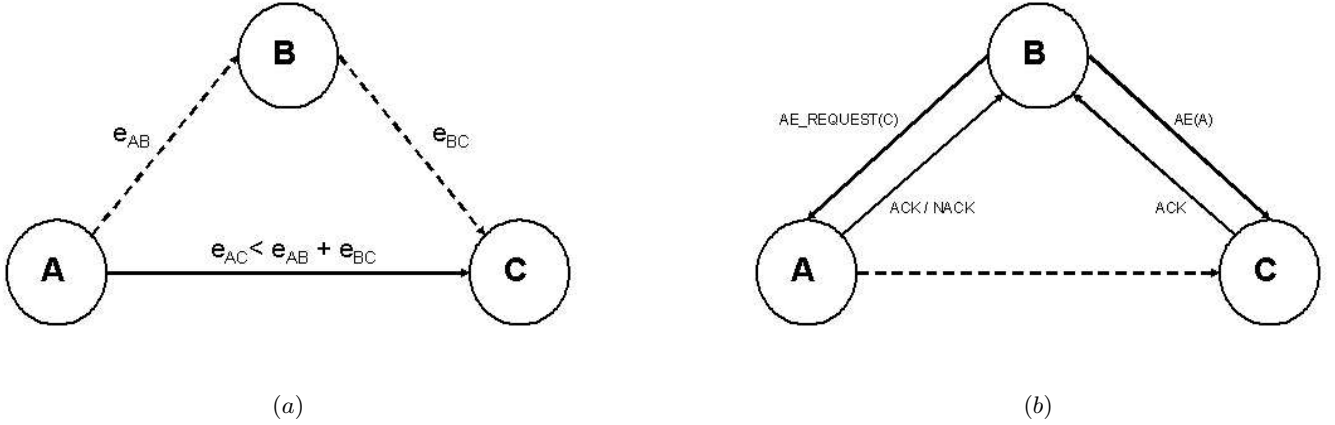 B
e_AB
e_BC
e_AC < e_AB + e_BC
A
C
(a)
B
AE_REQUEST(C)
AE(A)
ACK / NACK
ACK
A
C
(b)